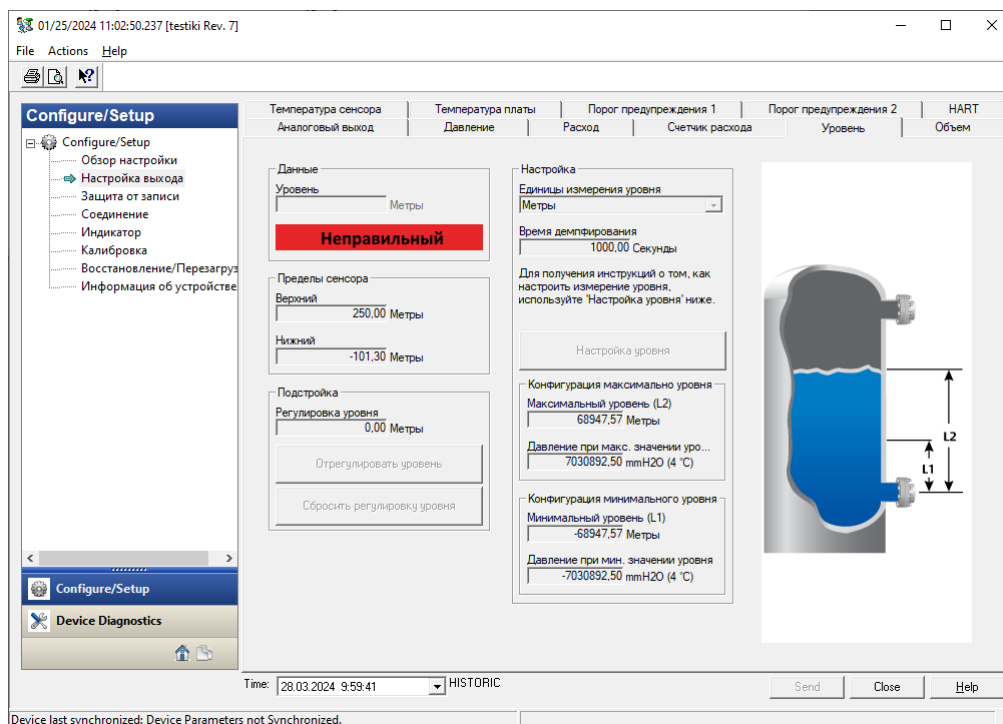 01/25/2024 11:02:50.237 [testiki Rev. 7]
File Actions Help
Configure/Setup
Configure/Setup
Обзор настройки
Настройка выхода
Защита от записи
Соединение
Индикатор
Калибровка
Восстановление/Перезагруз
Информация об устройстве
Configure/Setup
Device Diagnostics
Температура сенсора Температура платы Порог предупреждения 1 Порог предупреждения 2 HART
Аналоговый выход Давление Расход Счетчик расхода Уровень Объем
Данные
Уровень
Метры
Неправильный
Пределы сенсора
Верхний
250,00 Метры
Нижний
-101,30 Метры
Подстройка
Регулировка уровня
0,00 Метры
Отрегулировать уровень
Сбросить регулировку уровня
Настройка
Единицы измерения уровня
Метры
Время демпфирования
1000,00 Секунды
Для получения инструкций о том, как
настроить измерение уровня,
используйте 'Настройка уровня' ниже.
Настройка уровня
Конфигурация максимально уровня
Максимальный уровень (L2)
68947,57 Метры
Давление при макс. значении уро...
7030892,50 mmH2O (4 °C)
Конфигурация минимального уровня
Минимальный уровень (L1)
-68947,57 Метры
Давление при мин. значении уровня
-7030892,50 mmH2O (4 °C)
L2
L1
Time: 28.03.2024 9:59:41 HISTORIC
Send Close Help
Device last synchronized: Device Parameters not Synchronized.